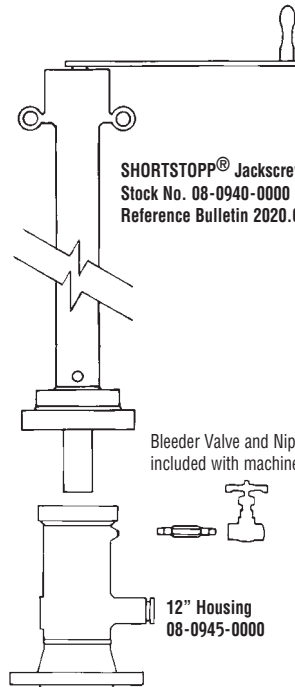 SHORTSTOPP® Jackscre
Stock No. 08-0940-0000
Reference Bulletin 2020.
Bleeder Valve and Nip
included with machine
12” Housing
08-0945-0000